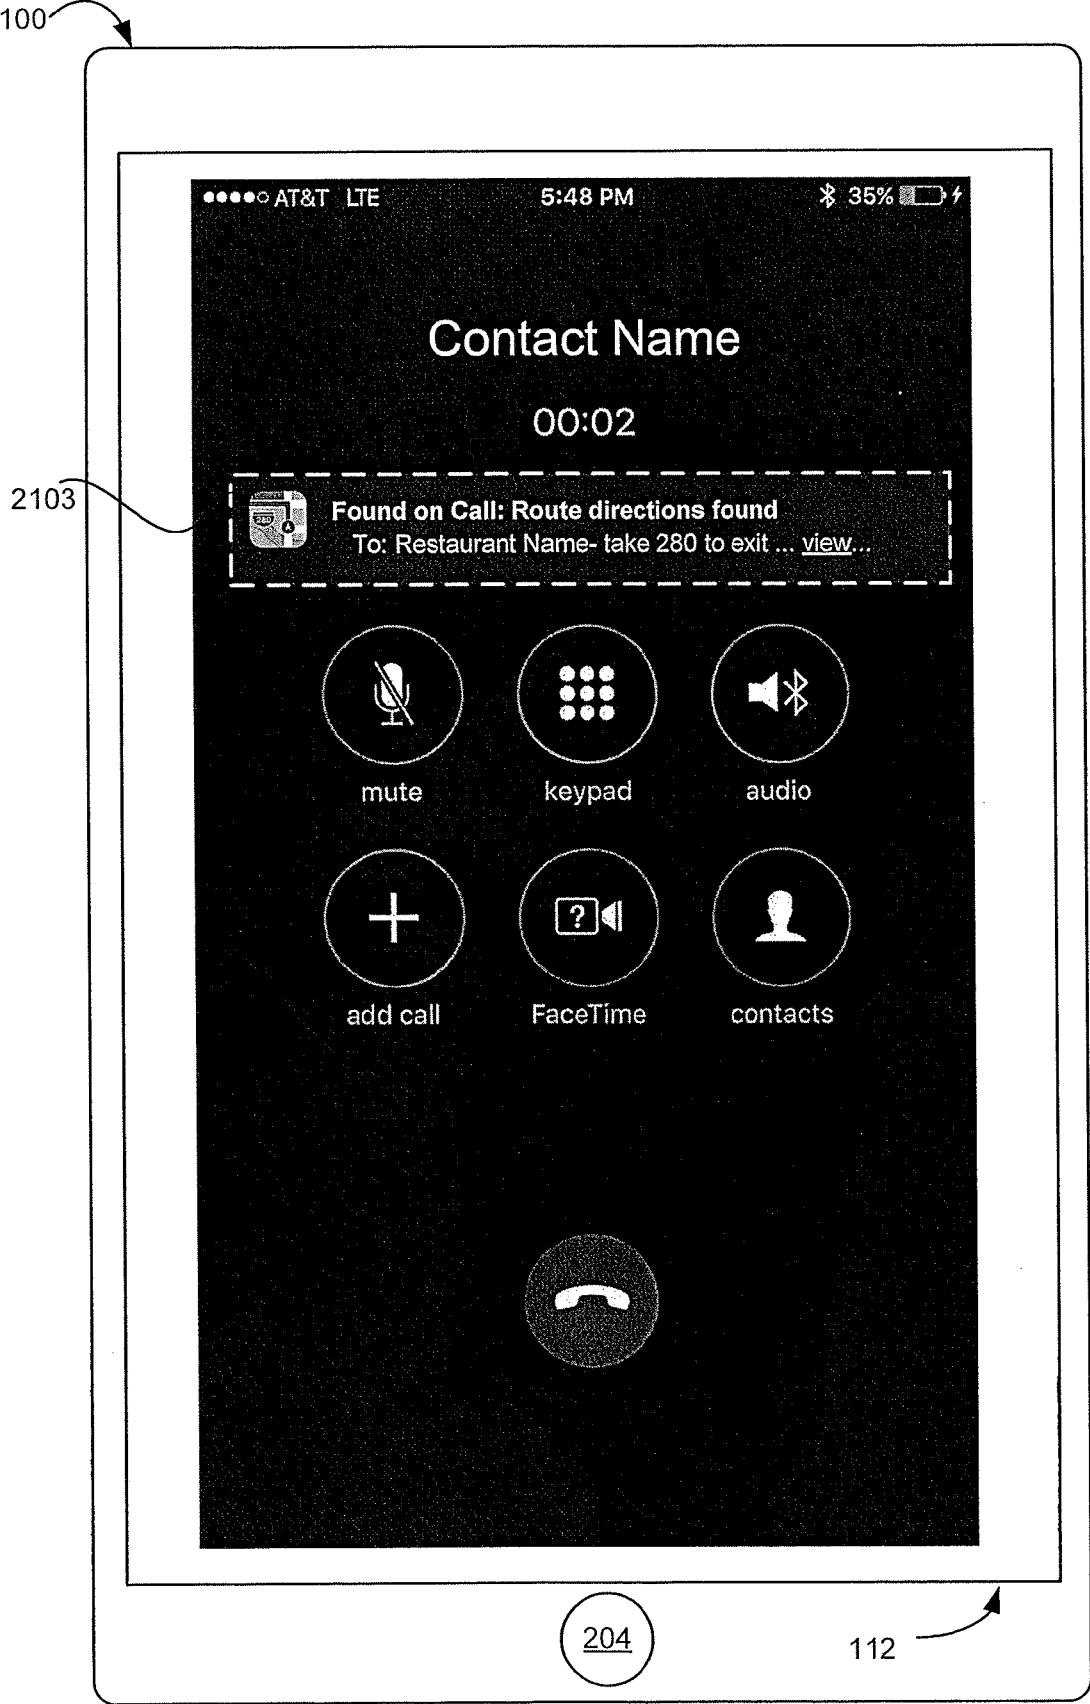 100
AT&T LTE 5:48 PM 35%
Contact Name
00:02
2103
280
Found on Call: Route directions found
To: Restaurant Name- take 280 to exit ... view...
mute keypad audio
?
add call FaceTime contacts
204
112